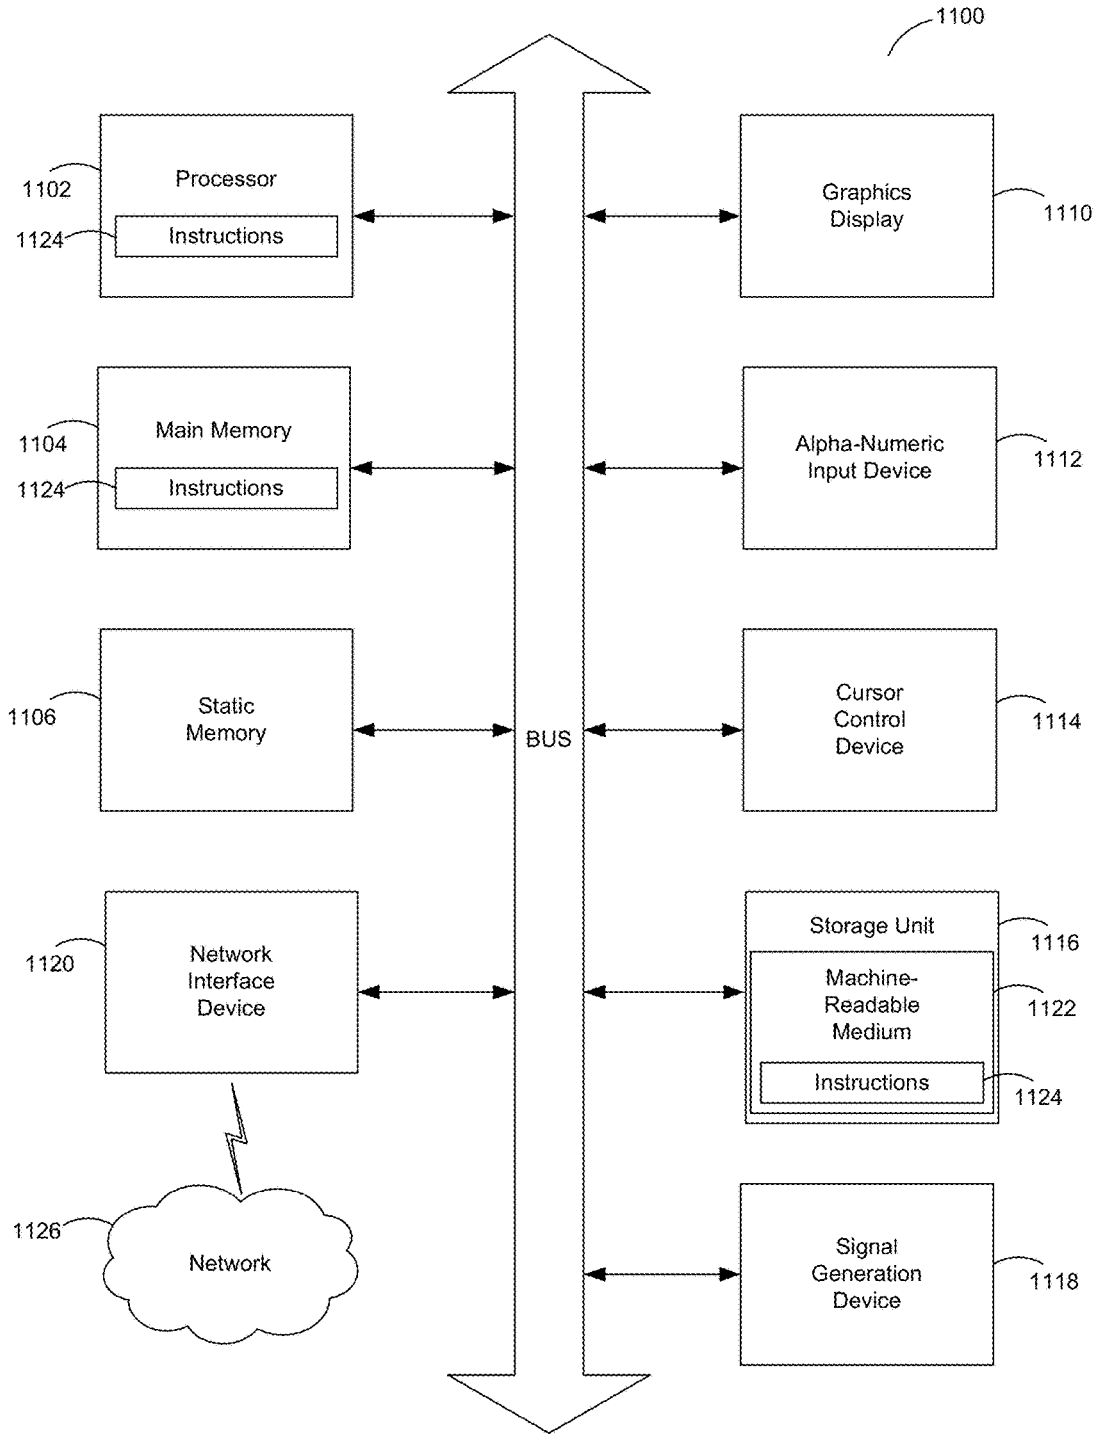 1100
1102
Processor
1124
Instructions
1104
Main Memory
1124
Instructions
1106
Static
Memory
1120
Network
Interface
Device
1126
Network
BUS
Graphics
Display
1110
Alpha-Numeric
Input Device
1112
Cursor
Control
Device
1114
Storage Unit
1116
Machine-
Readable
Medium
1122
Instructions
1124
Signal
Generation
Device
1118